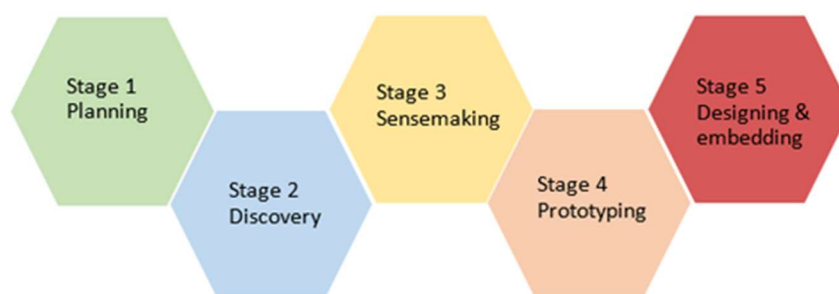 Stage 1
Planning
Stage 2
Discovery
Stage 3
Sensemaking
Stage 4
Prototyping
Stage 5
Designing &
embedding